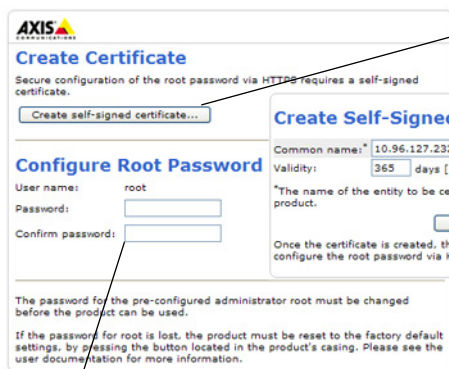 AXIS
COMMUNICATIONS
Create Certificate
Secure configuration of the root password via HTTPS requires a self-signed
certificate.
Create self-signed certificate...
Configure Root Password
User name: root
Password:
Confirm password:
Create Self-Signed
Common name:* 10.96.127.23
Validity: 365 days [
*The name of the entity to be ce
product.
Once the certificate is created, th
configure the root password via H
The password for the pre-configured administrator root must be changed
before the product can be used.
If the password for root is lost, the product must be reset to the factory default
settings, by pressing the button located in the product's casing. Please see the
user documentation for more information.